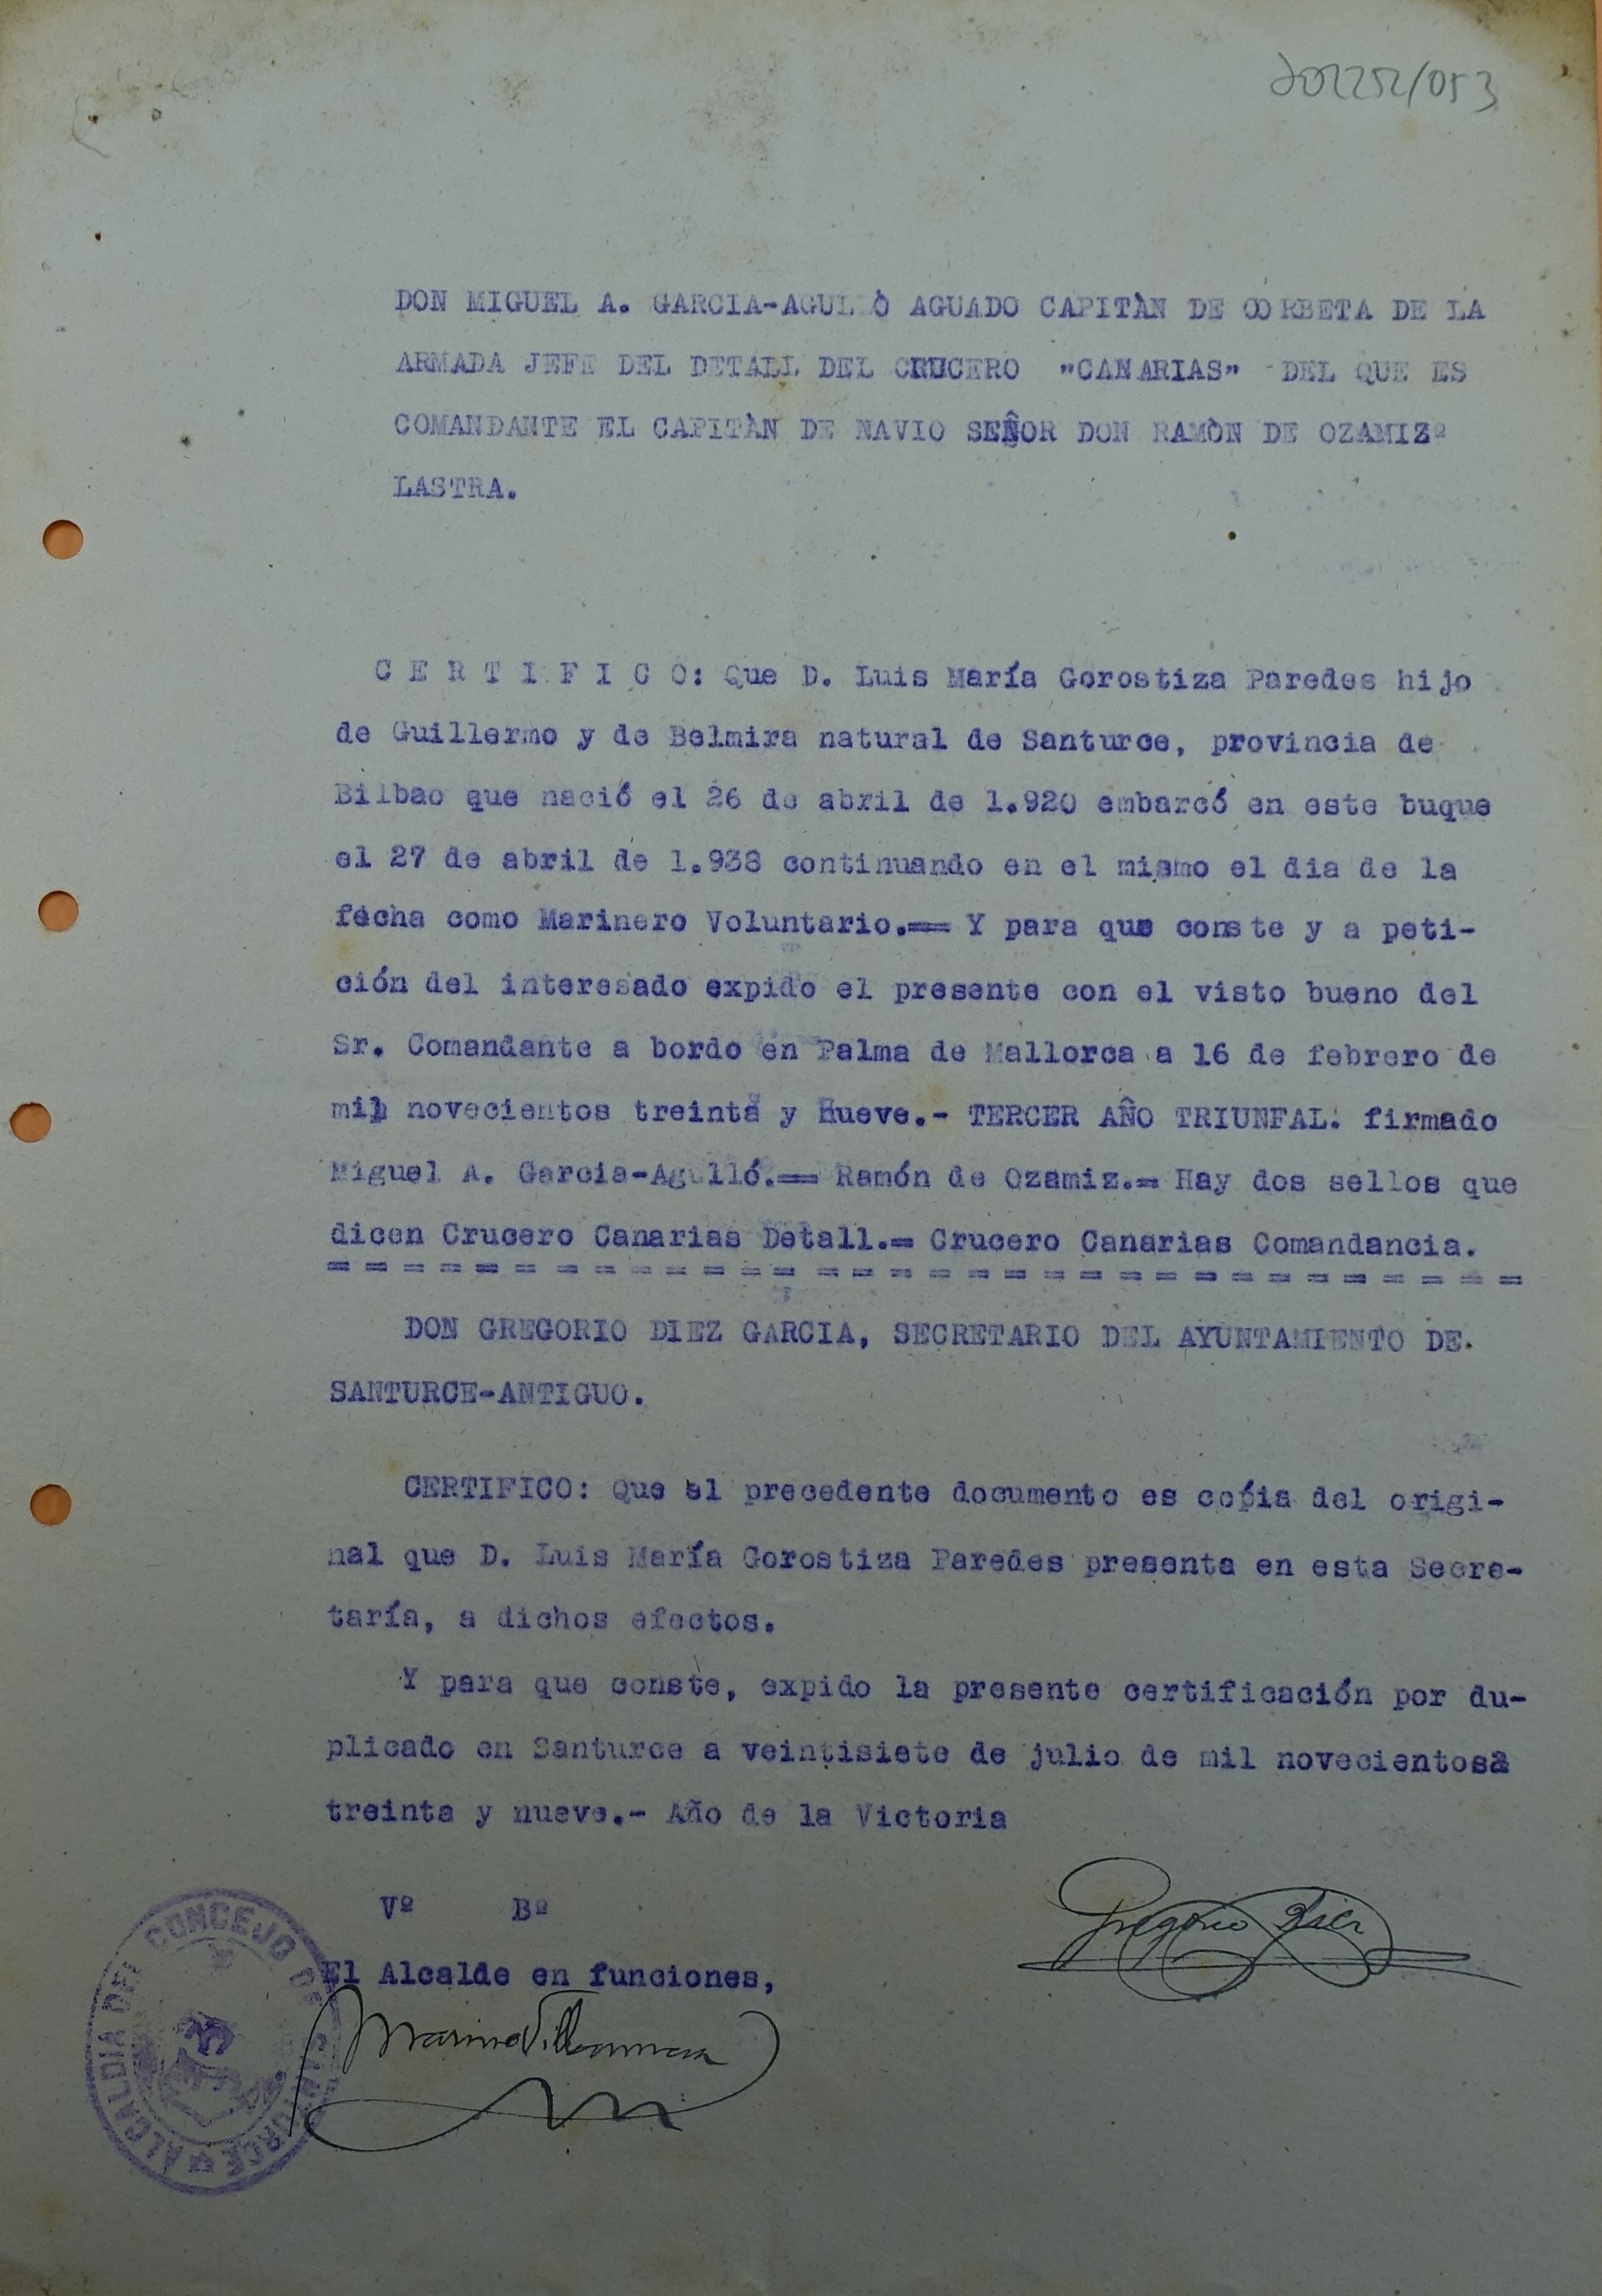 DON MIGUEL A. GARCIA-AGULLÒ AGUADO CAPITÀN DE CORBETA DE LA
ARMADA JEFE DEL DETALL DEL CRUCERO "CANARIAS" DEL QUE ES
COMANDANTE EL CAPITÀN DE NAVIO SEÑOR DON RAMÒN DE OZAMIZº
LASTRA.
C E R T I F I C O: Que D. Luis María Gorostiza Paredes hijo
de Guillermo y de Belmira natural de Santurce, provincia de
Bilbao que nació el 26 de abril de 1.920 embarcó en este buque
el 27 de abril de 1.938 continuando en el mismo el dia de la
fecha como Marinero Voluntario.== Y para que conste y a peti-
ción del interesado expido el presente con el visto bueno del
Sr. Comandante a bordo en Palma de Mallorca a 16 de febrero de
mil novecientos treinta y nueve.- TERCER AÑO TRIUNFAL. firmado
Miguel A. Garcia-Agulló.== Ramón de Ozamiz.= Hay dos sellos que
dicen Crucero Canarias Detall.= Crucero Canarias Comandancia.
= = = = = = = = = = = = = = = = = = = = = = = = = = = = = = = =
DON GREGORIO DIEZ GARCIA, SECRETARIO DEL AYUNTAMIENTO DE
SANTURCE-ANTIGUO.
CERTIFICO: Que el precedente documento es copia del origi-
nal que D. Luis María Gorostiza Paredes presenta en esta Secre-
taría, a dichos efectos.
Y para que conste, expido la presente certificación por du-
plicado en Santurce a veintisiete de julio de mil novecientos
treinta y nueve.- Año de la Victoria
Vº Bº
El Alcalde en funciones,
Gregorio Diez
ALCALDIA DEL CONCEJO DE SANTURCE